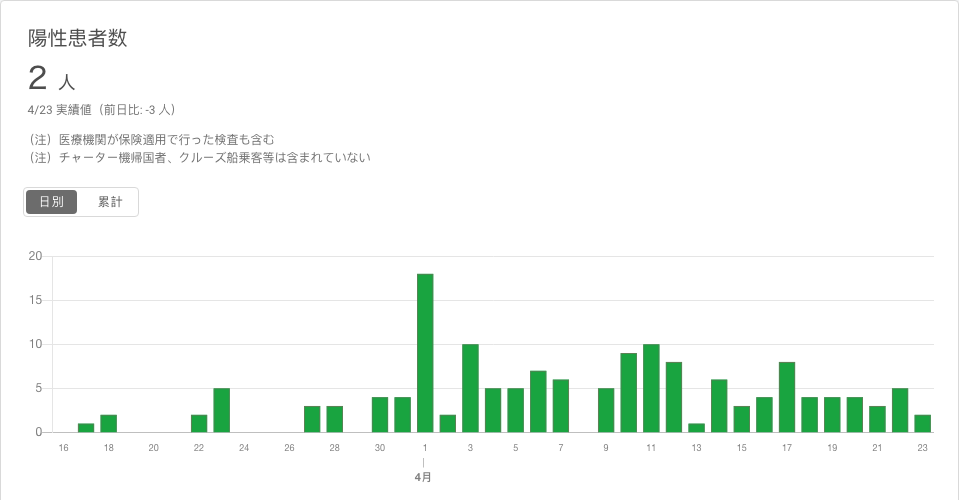 陽性患者数
2 人
4/23 実績値（前日比: -3 人）
（注）医療機関が保険適用で行った検査も含む
（注）チャーター機帰国者、クルーズ船乗客等は含まれていない
日別 累計
20
15
10
5
0
16 18 20 22 24 26 28 30 1 3 5 7 9 11 13 15 17 19 21 23
4月